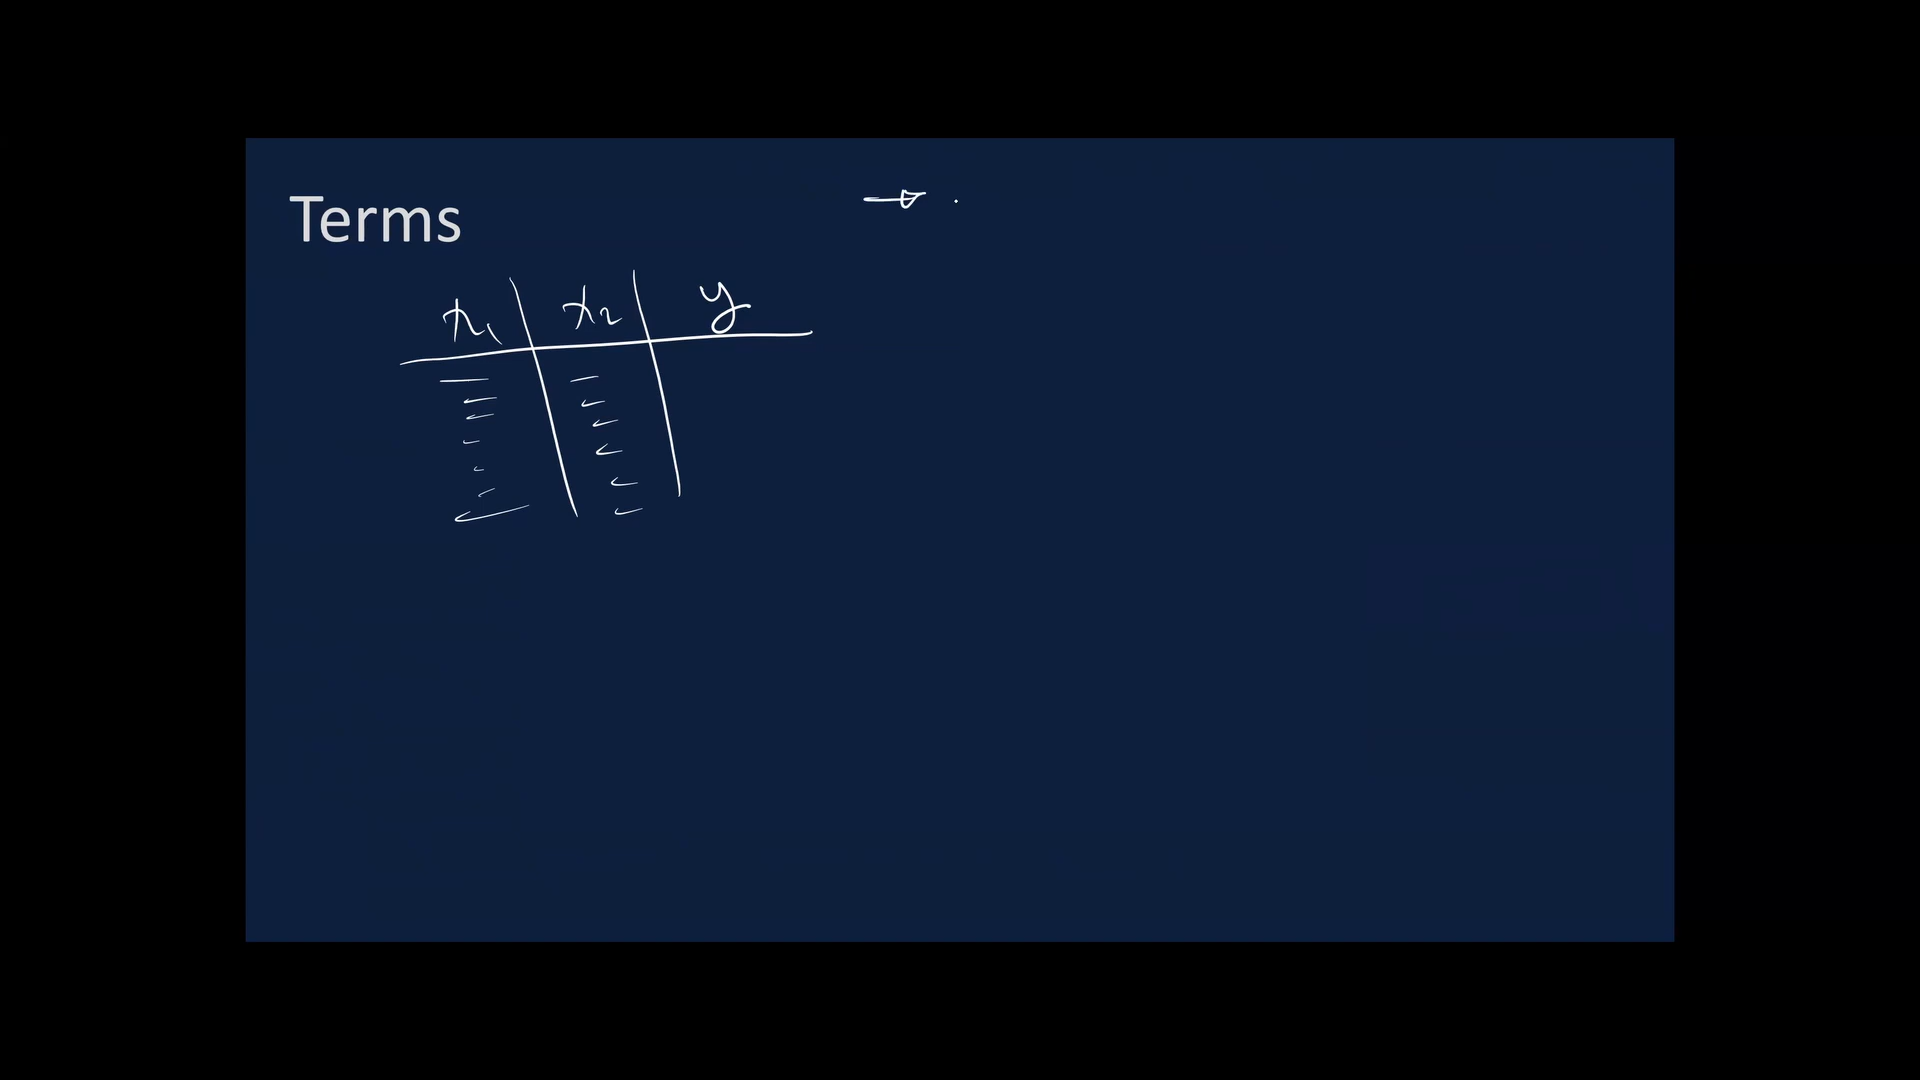 Terms
x₁ x₂ y